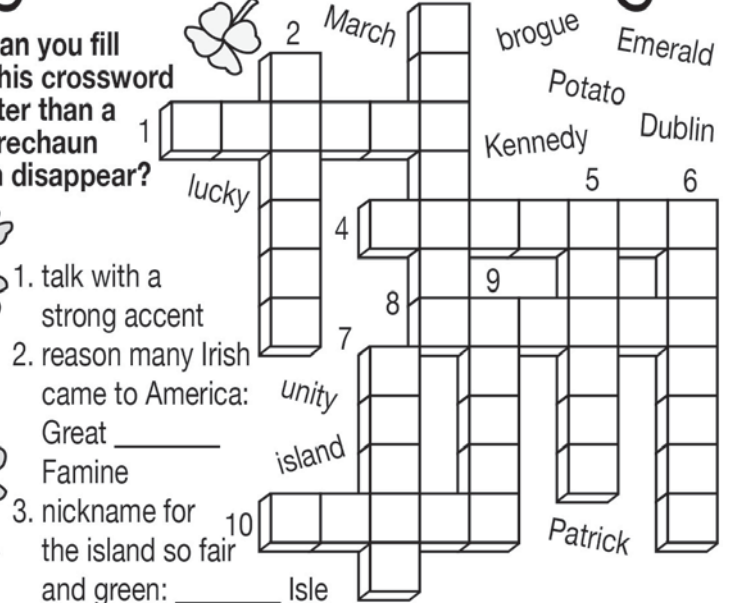 an you fill
his crossword
ter than a
rechaun
disappear?
2
March
brogue
Emerald
Potato
Dublin
Kennedy
1
lucky
5
6
4
9
8
7
1. talk with a
strong accent
2. reason many Irish
came to America:
Great ________
Famine
3. nickname for
the island so fair
and green: ________ Isle
unity
island
10
Patrick